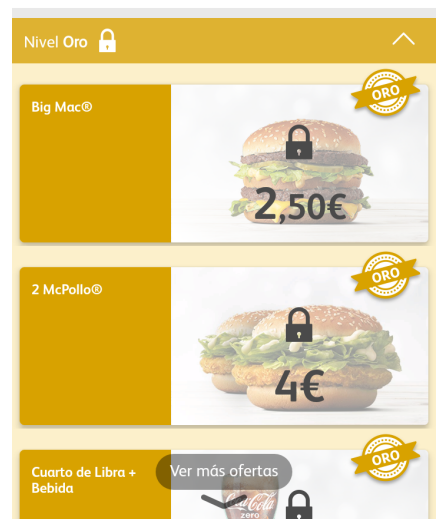 Nivel Oro
ORO
Big Mac®
2,50€
ORO
2 McPollo®
4€
ORO
Cuarto de Libra +
Bebida
Ver más ofertas
Coca-Cola
zero